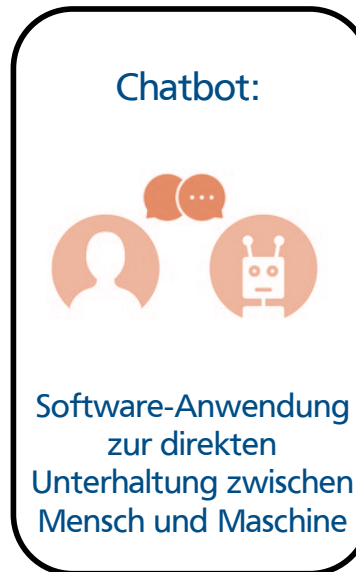 Chatbot:
Software-Anwendung
zur direkten
Unterhaltung zwischen
Mensch und Maschine